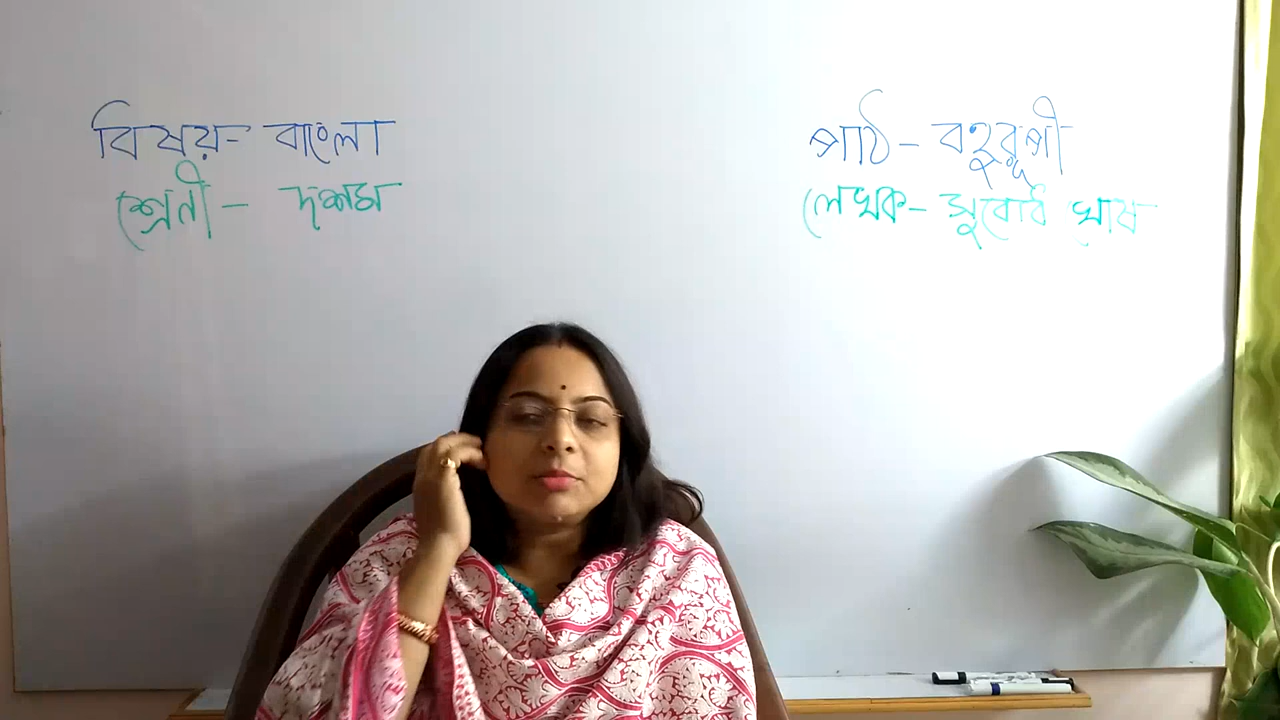 বিষয়- বাংলা
শ্রেনী- দশম
পাঠ- বহুরূপী
লেখক- সুবোধ ঘোষ